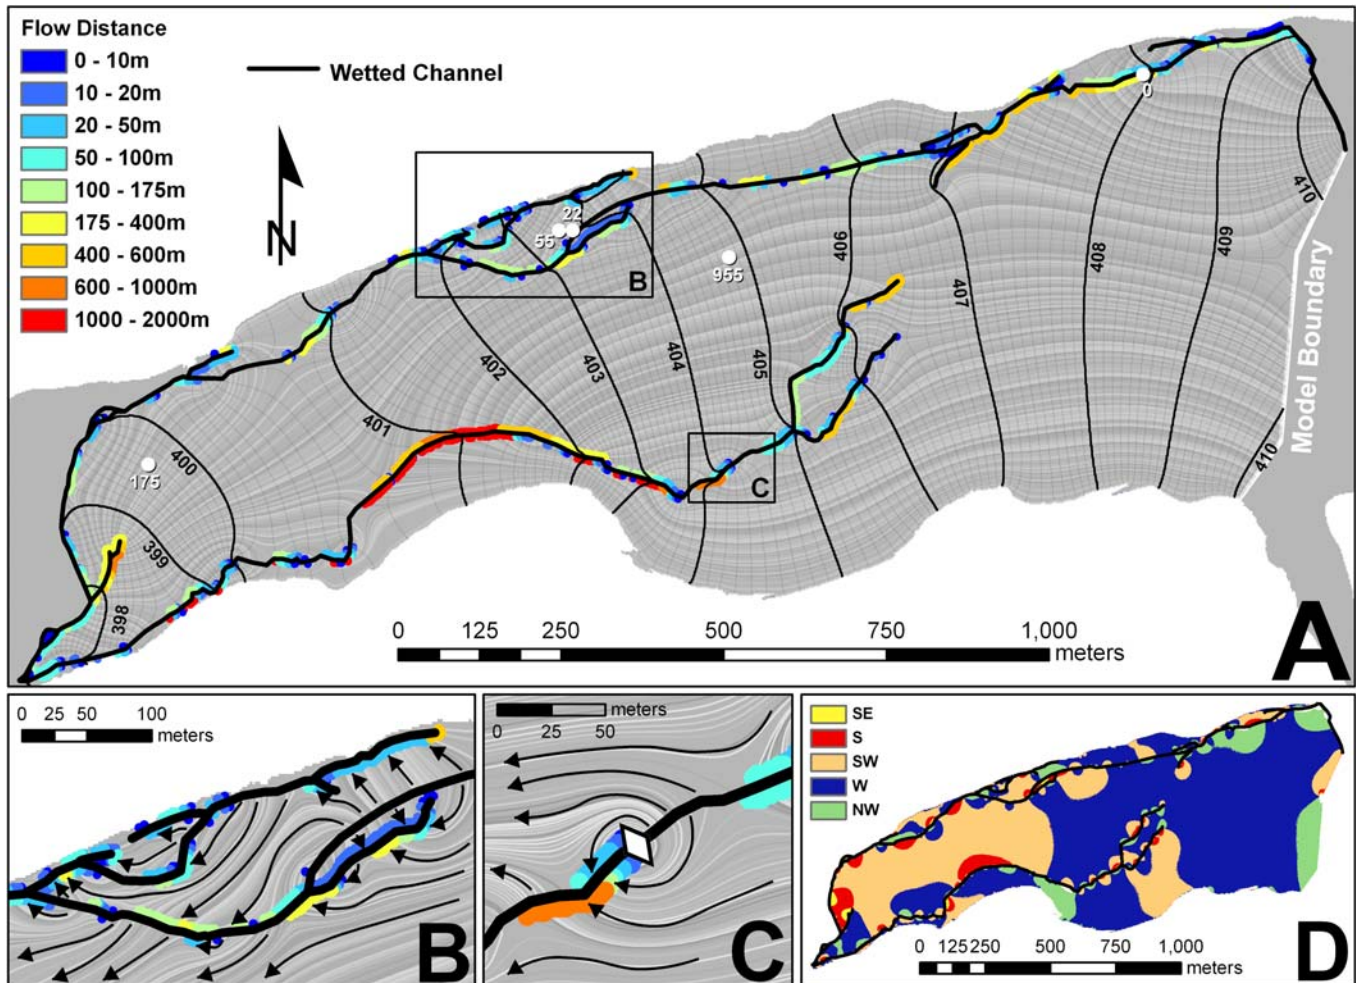 Flow Distance
0 - 10m
10 - 20m
20 - 50m
50 - 100m
100 - 175m
175 - 400m
400 - 600m
600 - 1000m
1000 - 2000m
Wetted Channel
N
0
22
55
955
175
B
C
410
409
408
407
406
405
404
403
402
401
400
399
398
410
Model Boundary
0 125 250 500 750 1,000
meters
A
0 25 50 100
meters
B
meters
0 25 50
C
SE
S
SW
W
NW
0 125 250 500 750 1,000
meters
D